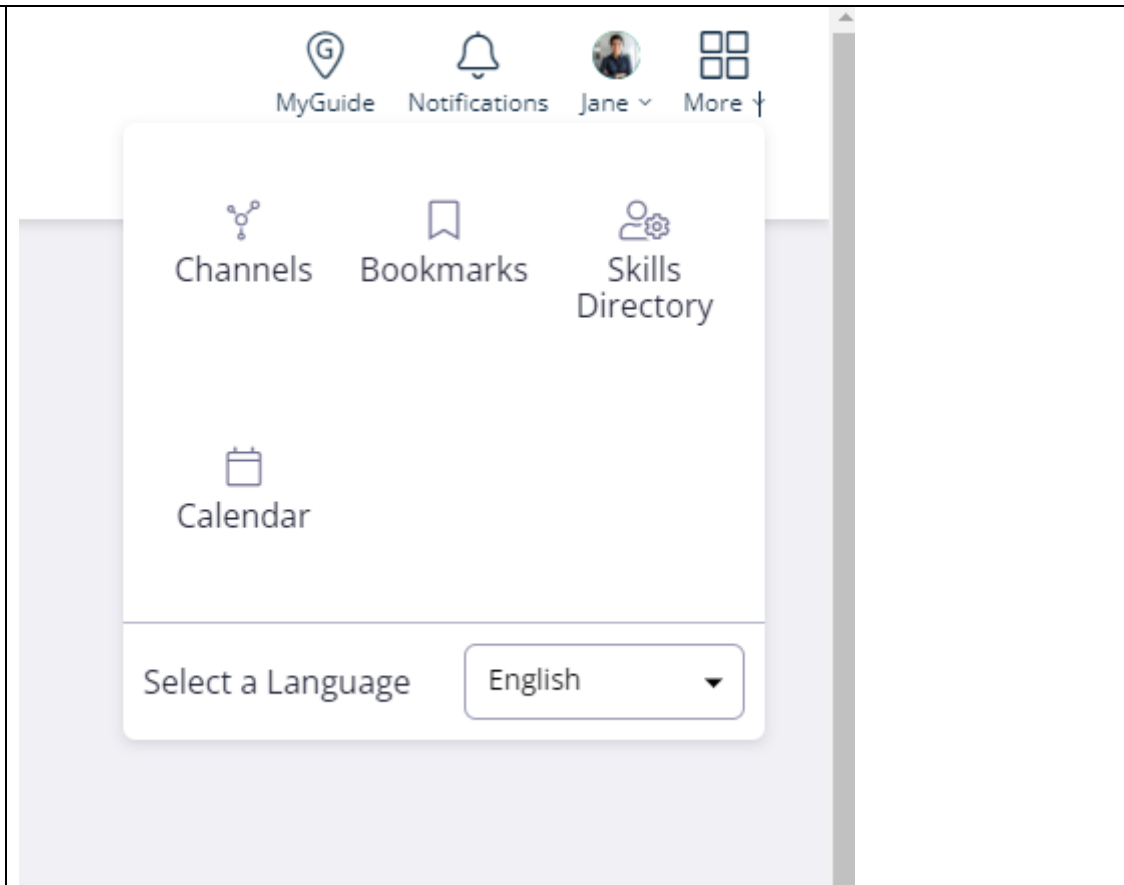 G
MyGuide Notifications Jane More
Channels Bookmarks Skills
Directory
Calendar
Select a Language English